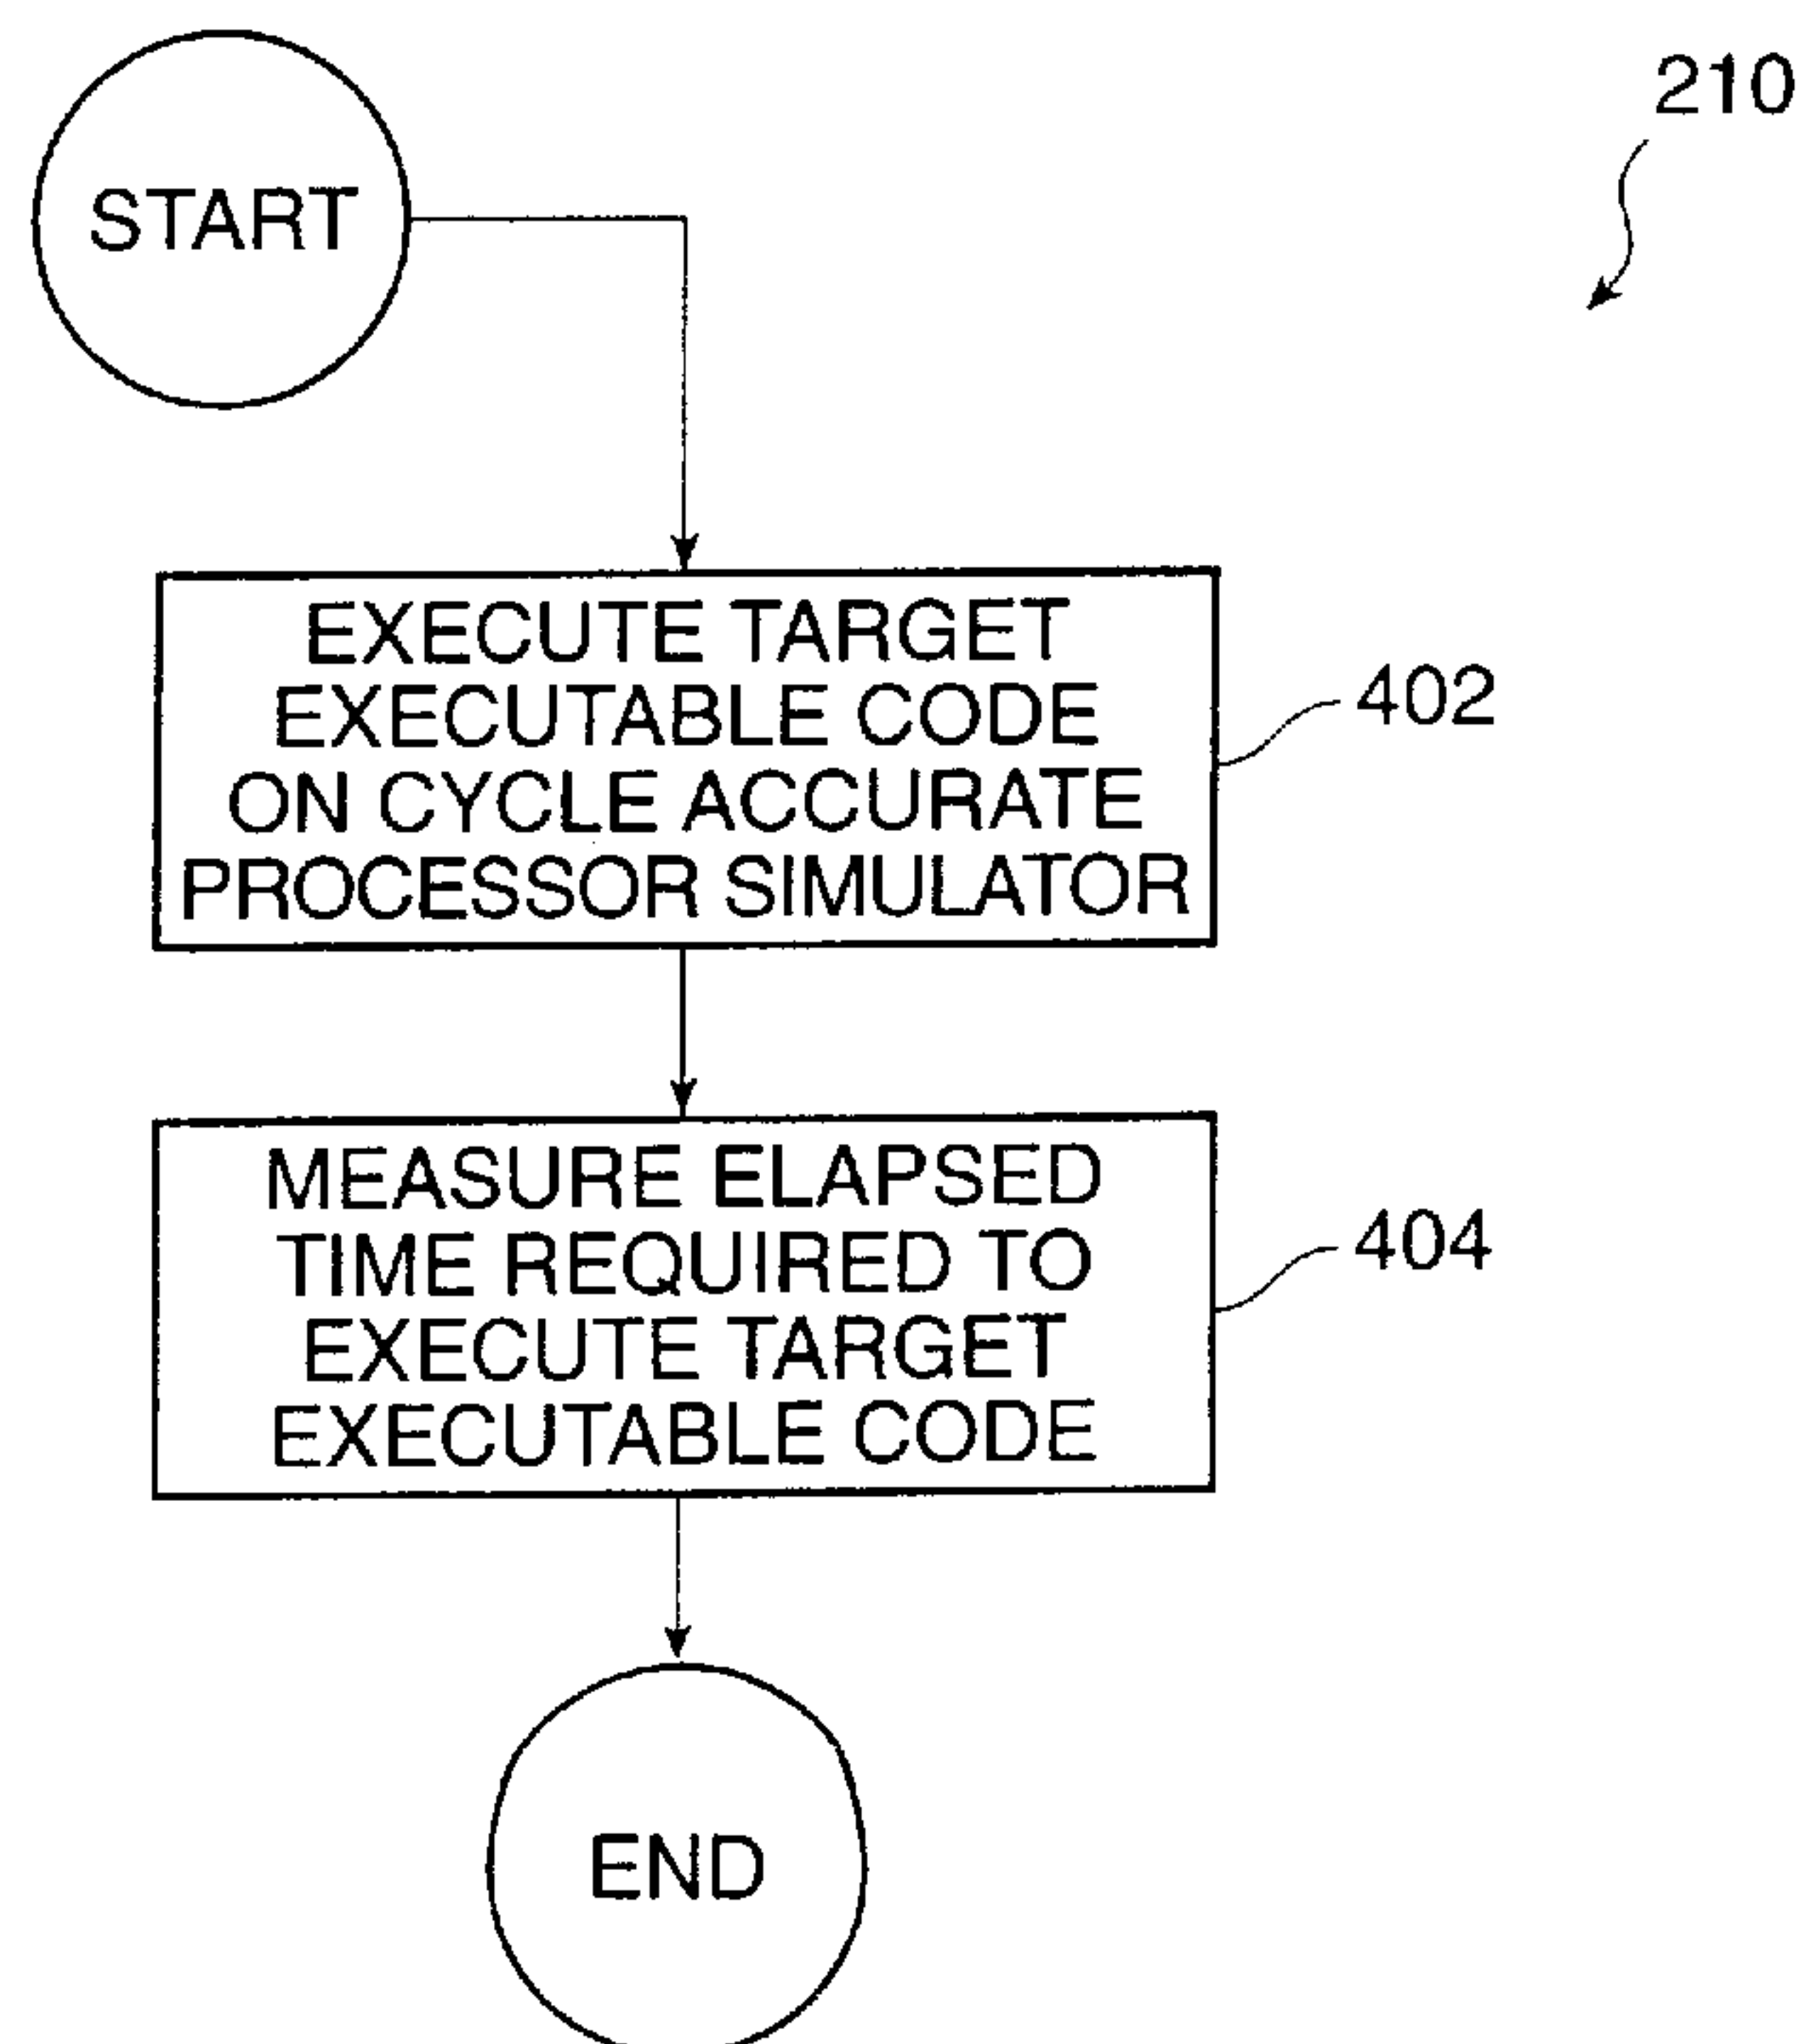 START
210
EXECUTE TARGET
EXECUTABLE CODE
ON CYCLE ACCURATE
PROCESSOR SIMULATOR
402
MEASURE ELAPSED
TIME REQUIRED TO
EXECUTE TARGET
EXECUTABLE CODE
404
END